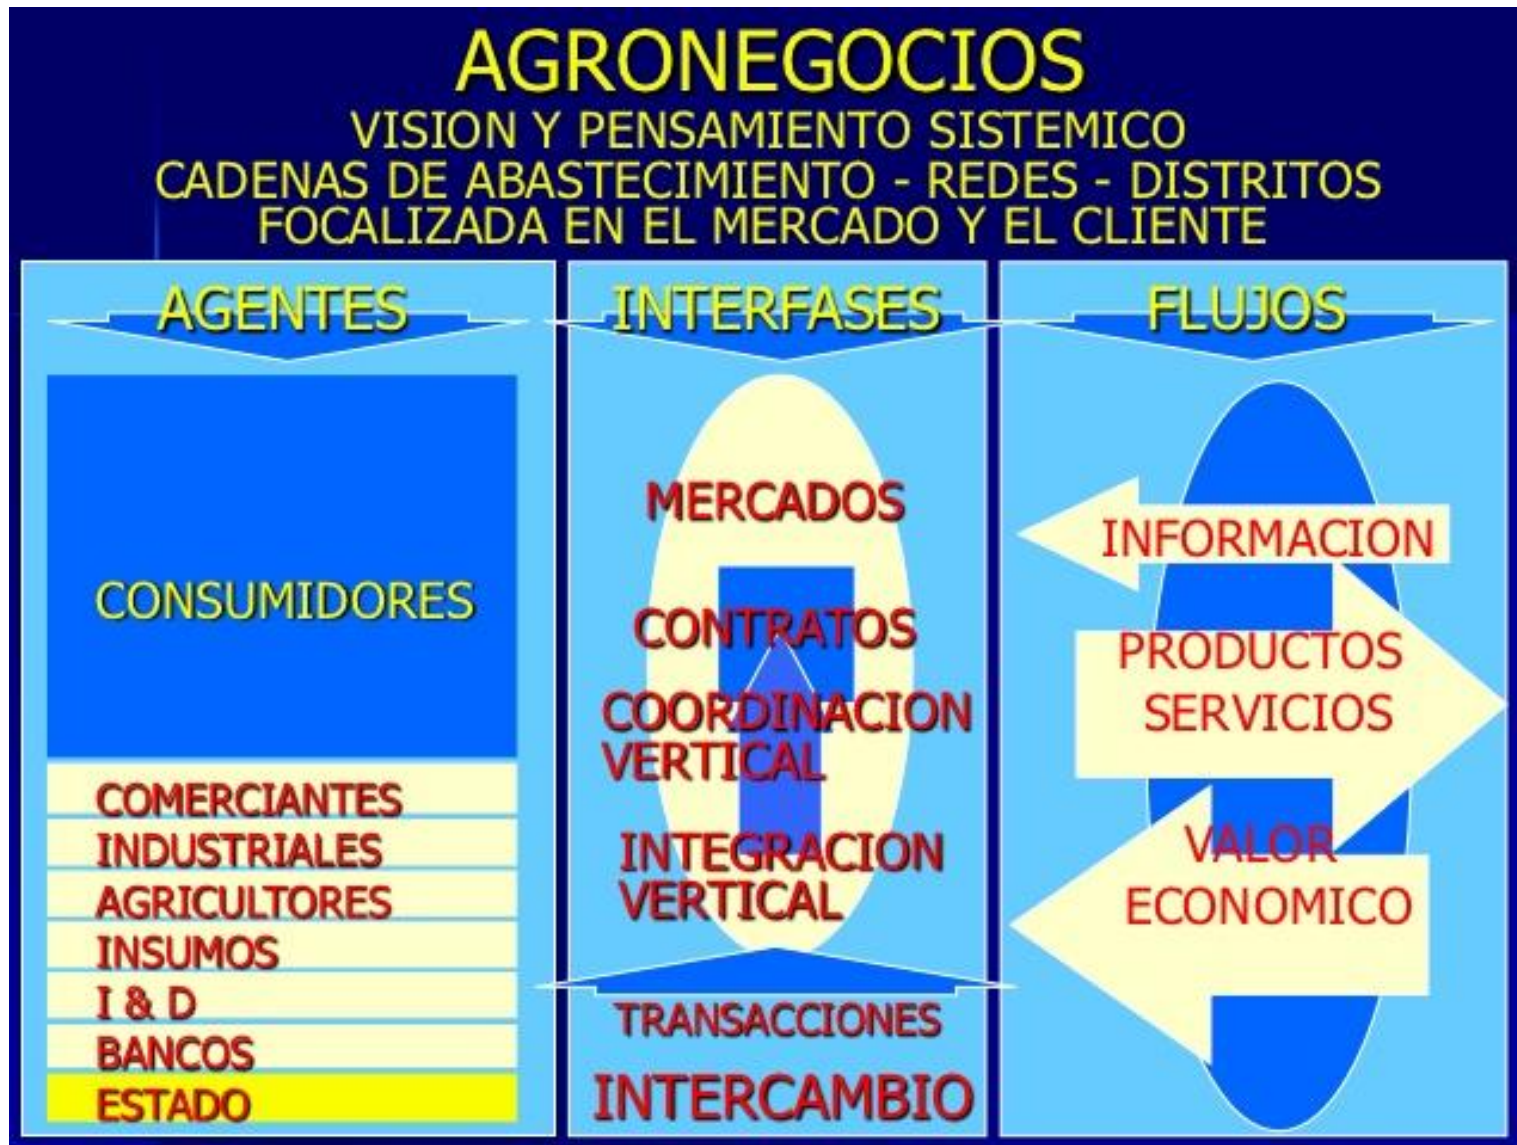 AGRONEGOCIOS
VISION Y PENSAMIENTO SISTEMICO
CADENAS DE ABASTECIMIENTO - REDES - DISTRITOS
FOCALIZADA EN EL MERCADO Y EL CLIENTE
AGENTES
CONSUMIDORES
COMERCIANTES
INDUSTRIALES
AGRICULTORES
INSUMOS
I & D
BANCOS
ESTADO
INTERFASES
MERCADOS
CONTRATOS
COORDINACION
VERTICAL
INTEGRACION
VERTICAL
TRANSACCIONES
INTERCAMBIO
FLUJOS
INFORMACION
PRODUCTOS
SERVICIOS
VALOR
ECONOMICO